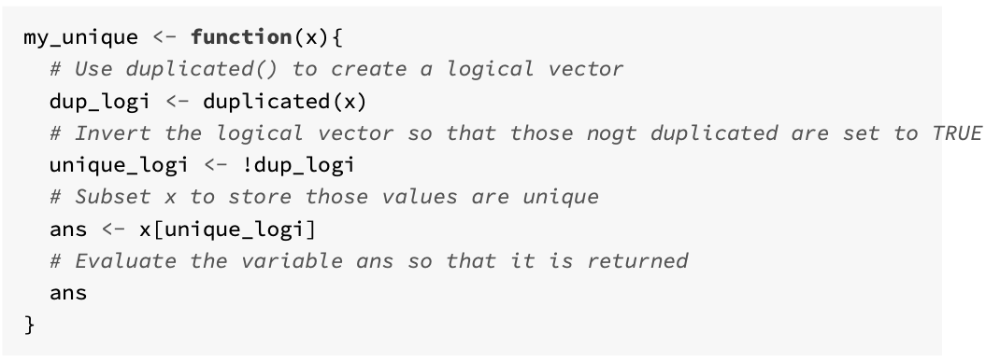 my_unique <- function(x){
  # Use duplicated() to create a logical vector
  dup_logi <- duplicated(x)
  # Invert the logical vector so that those nogt duplicated are set to TRUE
  unique_logi <- !dup_logi
  # Subset x to store those values are unique
  ans <- x[unique_logi]
  # Evaluate the variable ans so that it is returned
  ans
}